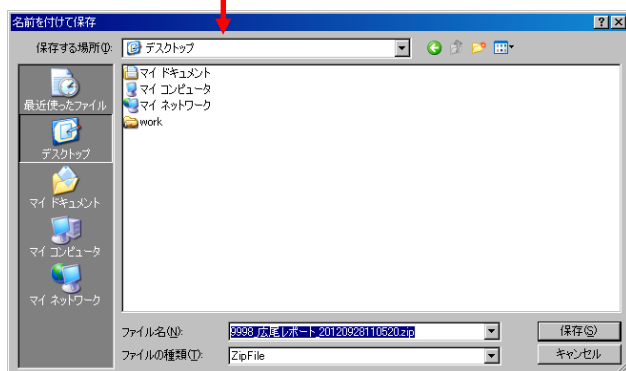 名前を付けて保存
保存する場所(I):
デスクトップ
最近使ったファイル
デスクトップ
マイ ドキュメント
マイ コンピュータ
マイ ネットワーク
マイ ドキュメント
マイ コンピュータ
マイ ネットワーク
work
ファイル名(N):
9998_広尾レポート_20120928110520.zip
保存(S)
ファイルの種類(T):
ZipFile
キャンセル